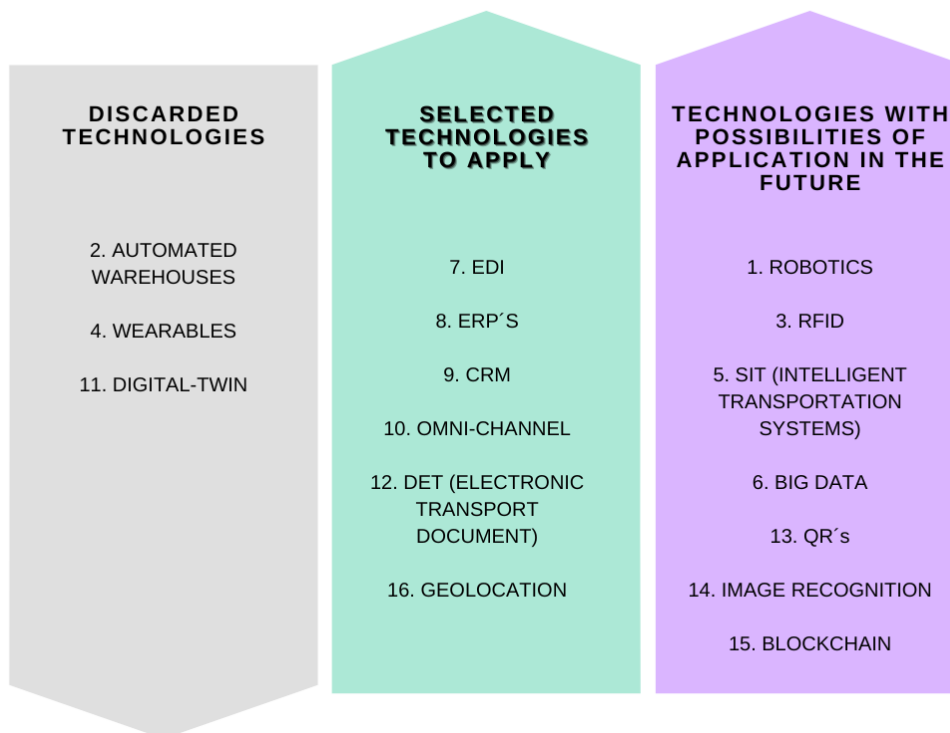 DISCARDED
TECHNOLOGIES
2. AUTOMATED
WAREHOUSES
4. WEARABLES
11. DIGITAL-TWIN
SELECTED
TECHNOLOGIES
TO APPLY
7. EDI
8. ERP´S
9. CRM
10. OMNI-CHANNEL
12. DET (ELECTRONIC
TRANSPORT
DOCUMENT)
16. GEOLOCATION
TECHNOLOGIES WITH
POSSIBILITIES OF
APPLICATION IN THE
FUTURE
1. ROBOTICS
3. RFID
5. SIT (INTELLIGENT
TRANSPORTATION
SYSTEMS)
6. BIG DATA
13. QR´s
14. IMAGE RECOGNITION
15. BLOCKCHAIN